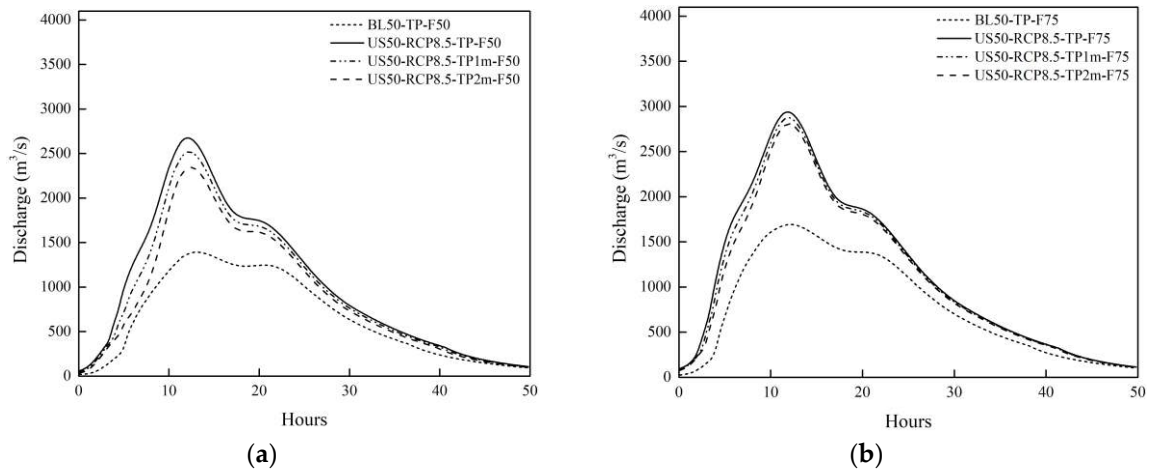 4000
3500
3000
2500
2000
1500
1000
500
0
Discharge (m³/s)
BL50-TP-F50
US50-RCP8.5-TP-F50
US50-RCP8.5-TP1m-F50
US50-RCP8.5-TP2m-F50
0 10 20 30 40 50
Hours
(a)
4000
3500
3000
2500
2000
1500
1000
500
0
Discharge (m³/s)
BL50-TP-F75
US50-RCP8.5-TP-F75
US50-RCP8.5-TP1m-F75
US50-RCP8.5-TP2m-F75
0 10 20 30 40 50
Hours
(b)